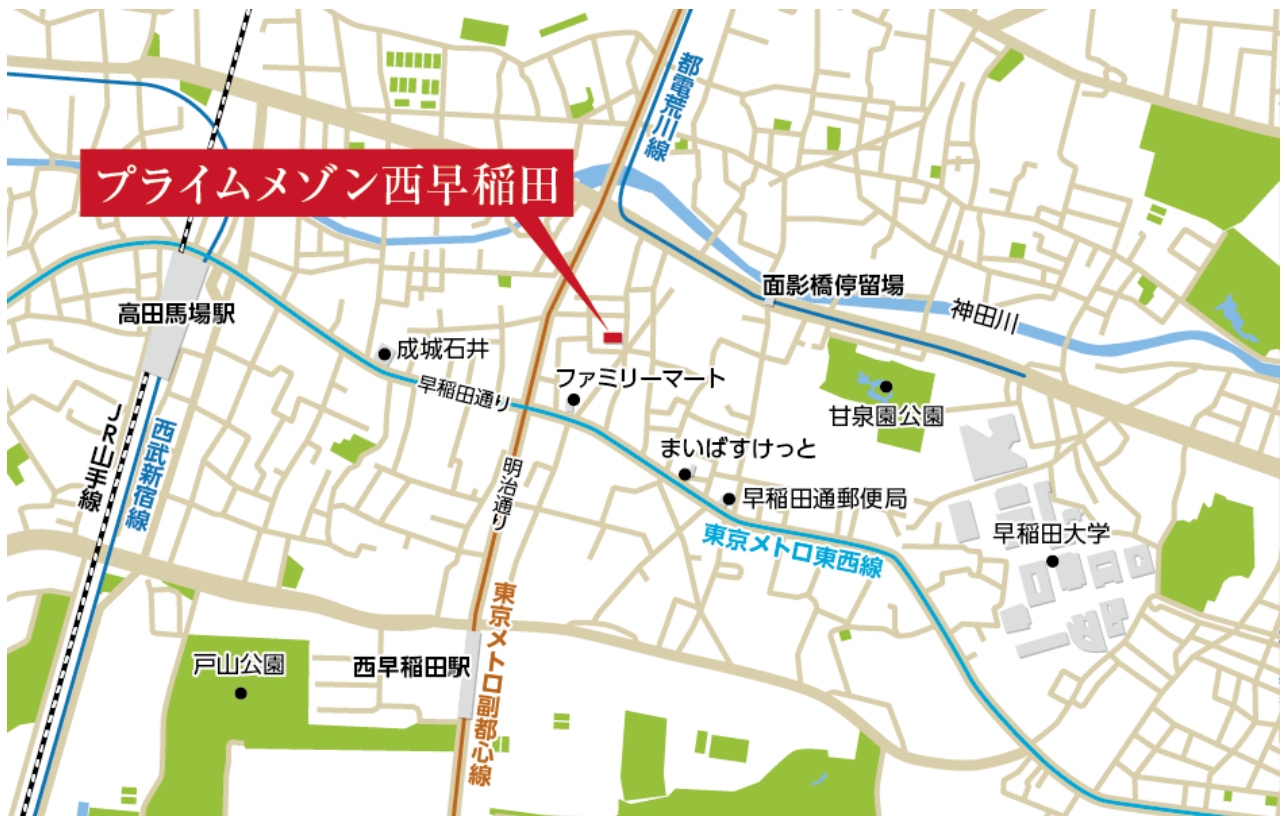 都電荒川線
プライムメゾン西早稲田
面影橋停留場
神田川
高田馬場駅
成城石井
ファミリーマート
早稲田通り
甘泉園公園
JR山手線
西武新宿線
明治通り
まいばすけっと
早稲田通郵便局
東京メトロ東西線
早稲田大学
東京メトロ副都心線
戸山公園
西早稲田駅